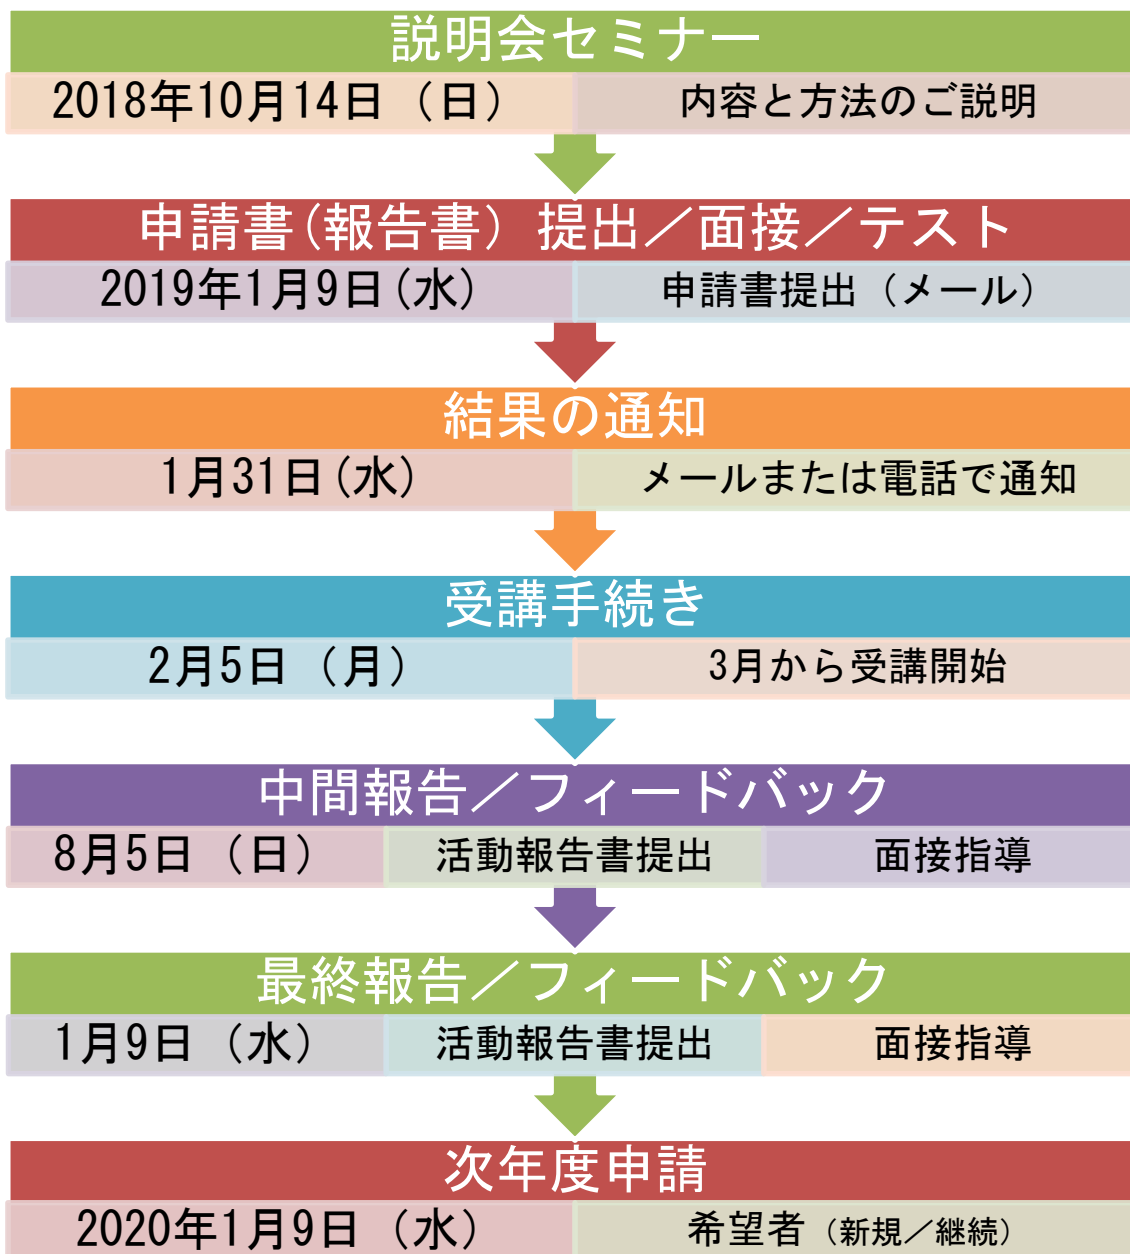 説明会セミナー
2018年10月14日（日） 内容と方法のご説明
申請書(報告書）提出／面接／テスト
2019年1月9日(水） 申請書提出（メール）
結果の通知
1月31日(水） メールまたは電話で通知
受講手続き
2月5日（月） 3月から受講開始
中間報告／フィードバック
8月5日（日） 活動報告書提出 面接指導
最終報告／フィードバック
1月9日（水） 活動報告書提出 面接指導
次年度申請
2020年1月9日（水） 希望者（新規／継続）